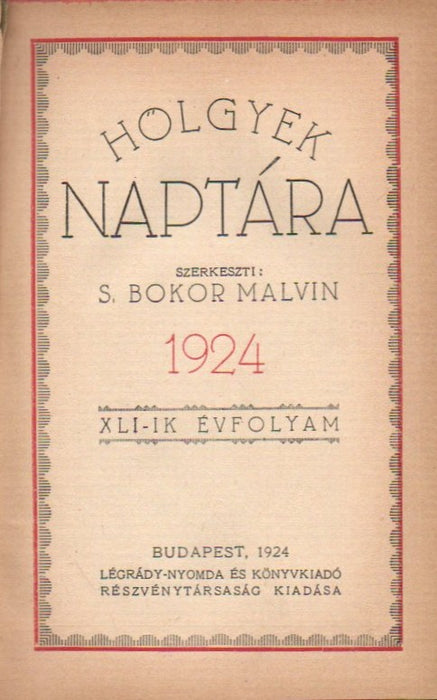 HÖLGYEK
NAPTÁRA
SZERKESZTI:
S. BOKOR MALVIN
1924
XLI-IK ÉVFOLYAM
BUDAPEST, 1924
LÉGRÁDY-NYOMDA ÉS KÖNYVKIADÓ
RÉSZVÉNYTÁRSASÁG KIADÁSA